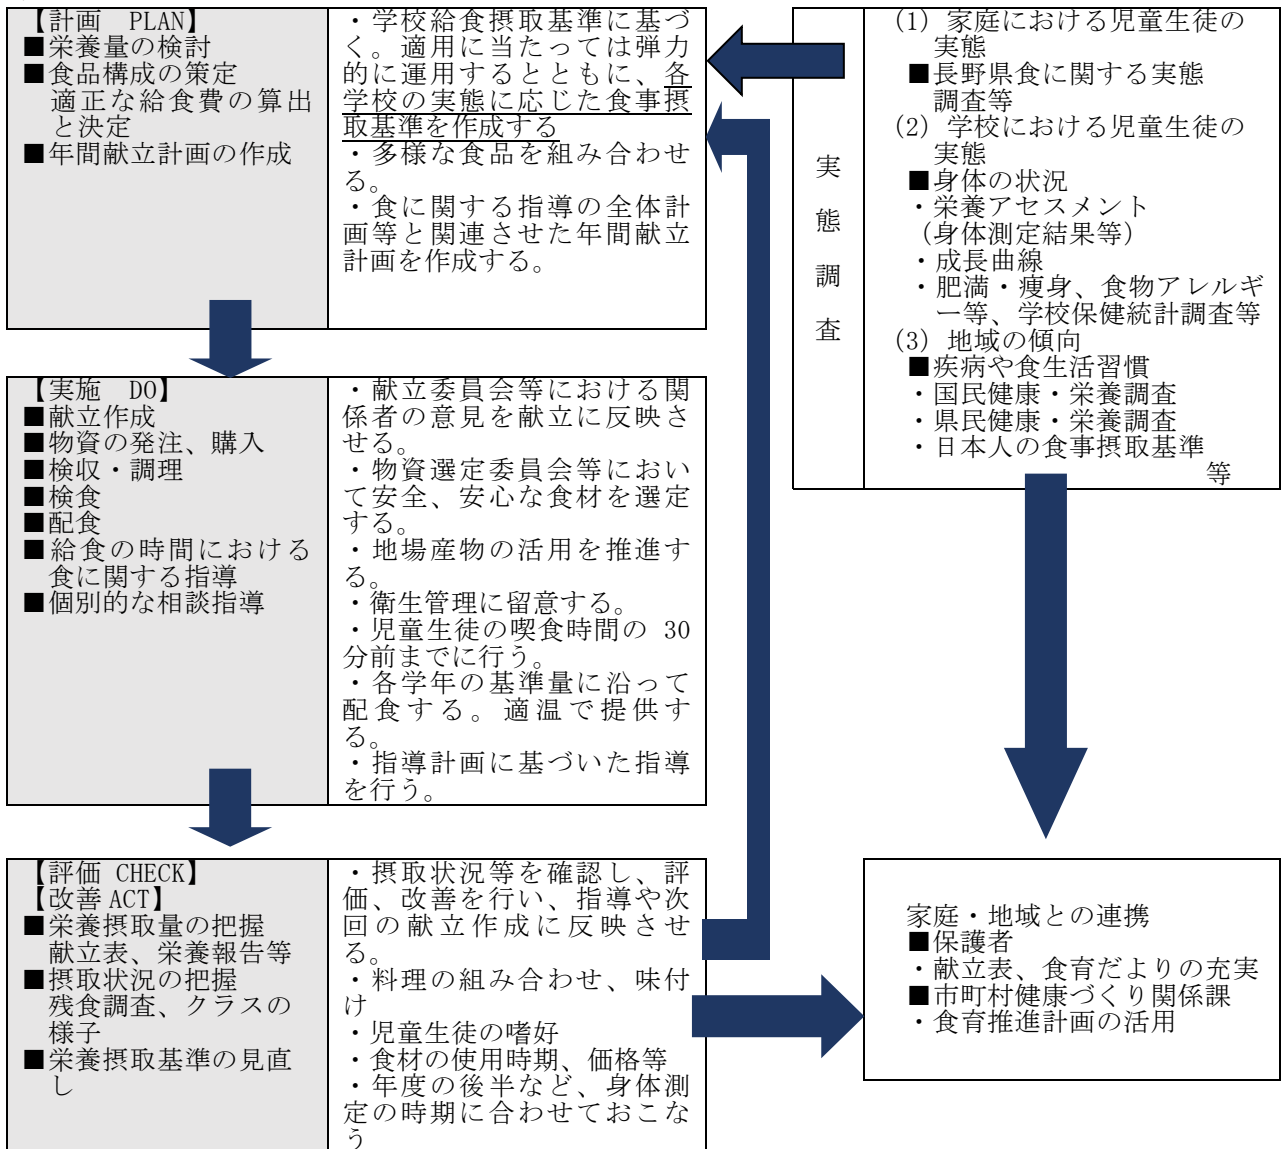 【計画　PLAN】
■栄養量の検討
■食品構成の策定
適正な給食費の算出
と決定
■年間献立計画の作成
・学校給食摂取基準に基づ
く。適用に当たっては弾力
的に運用するとともに、各
学校の実態に応じた食事摂
取基準を作成する
・多様な食品を組み合わせ
る。
・食に関する指導の全体計
画等と関連させた年間献立
計画を作成する。
実
態
調
査
(1) 家庭における児童生徒の
実態
■長野県食に関する実態
調査等
(2) 学校における児童生徒の
実態
■身体の状況
・栄養アセスメント
(身体測定結果等)
・成長曲線
・肥満・痩身、食物アレルギ
ー等、学校保健統計調査等
(3) 地域の傾向
■疾病や食生活習慣
・国民健康・栄養調査
・県民健康・栄養調査
・日本人の食事摂取基準
等
【実施　DO】
■献立作成
■物資の発注、購入
■検収・調理
■検食
■配食
■給食の時間における
食に関する指導
■個別的な相談指導
・献立委員会等における関
係者の意見を献立に反映さ
せる。
・物資選定委員会等におい
て安全、安心な食材を選定
する。
・地場産物の活用を推進す
る。
・衛生管理に留意する。
・児童生徒の喫食時間の 30
分前までに行う。
・各学年の基準量に沿って
配食する。適温で提供す
る。
・指導計画に基づいた指導
を行う。
【評価 CHECK】
【改善 ACT】
■栄養摂取量の把握
献立表、栄養報告等
■摂取状況の把握
残食調査、クラスの
様子
■栄養摂取基準の見直
し
・摂取状況等を確認し、評
価、改善を行い、指導や次
回の献立作成に反映させ
る。
・料理の組み合わせ、味付
け
・児童生徒の嗜好
・食材の使用時期、価格等
・年度の後半など、身体測
定の時期に合わせておこな
う
家庭・地域との連携
■保護者
・献立表、食育だよりの充実
■市町村健康づくり関係課
・食育推進計画の活用